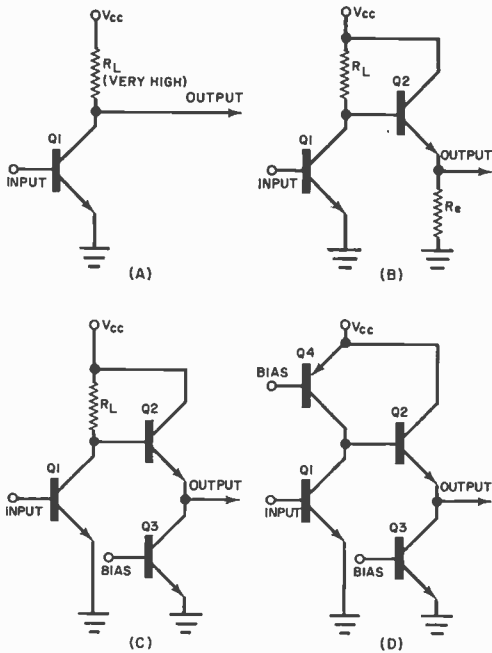 Vcc
RL
(VERY HIGH)
OUTPUT
Q1
INPUT
(A)
Vcc
RL
Q2
Q1
OUTPUT
INPUT
Re
(B)
Vcc
RL
Q2
Q1
OUTPUT
INPUT
Q3
BIAS
(C)
Vcc
Q4
BIAS
Q2
Q1
OUTPUT
INPUT
Q3
BIAS
(D)